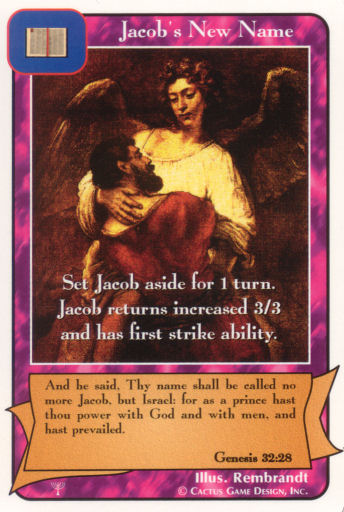 Jacob's New Name
Set Jacob aside for 1 turn.
Jacob returns increased 3/3
and has first strike ability.
And he said, Thy name shall be called no
more Jacob, but Israel: for as a prince hast
thou power with God and with men, and
hast prevailed.
Genesis 32:28
Illus. Rembrandt
© Cactus Game Design, Inc.